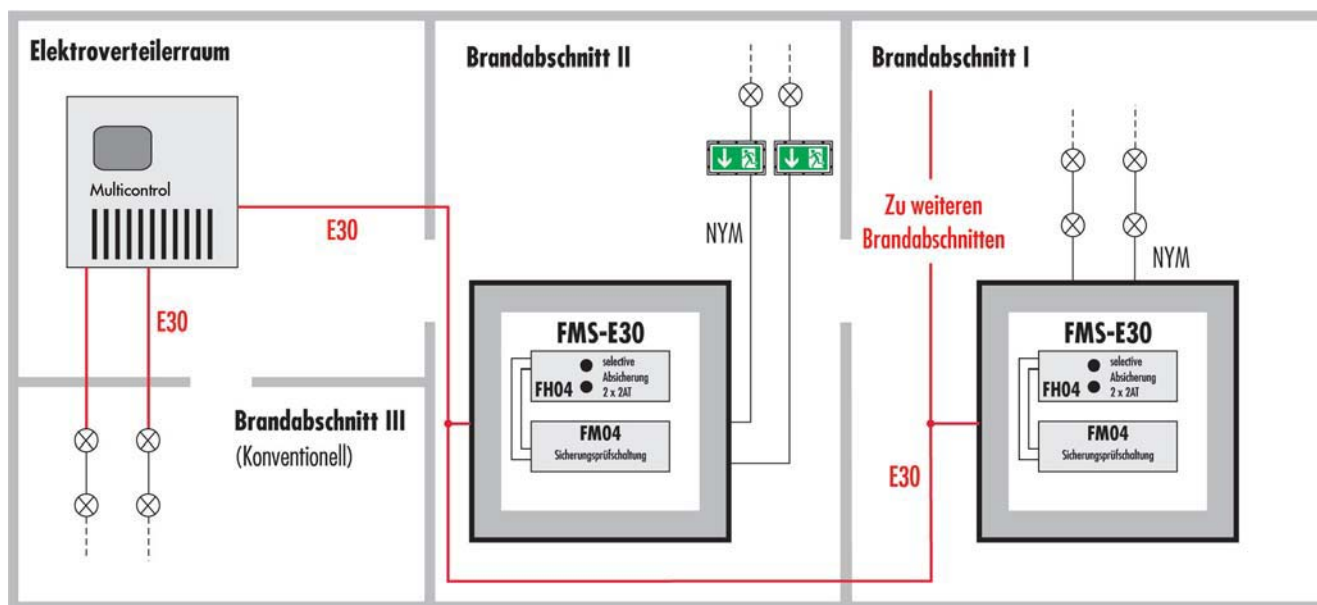 Elektroverteilerraum
Multicontrol
E30
E30
Brandabschnitt III
(Konventionell)
Brandabschnitt II
NYM
FMS-E30
selective
Absicherung
2 x 2AT
FH04
FM04
Sicherungsprüfschaltung
Brandabschnitt I
Zu weiteren
Brandabschnitten
NYM
E30
FMS-E30
selective
Absicherung
2 x 2AT
FH04
FM04
Sicherungsprüfschaltung